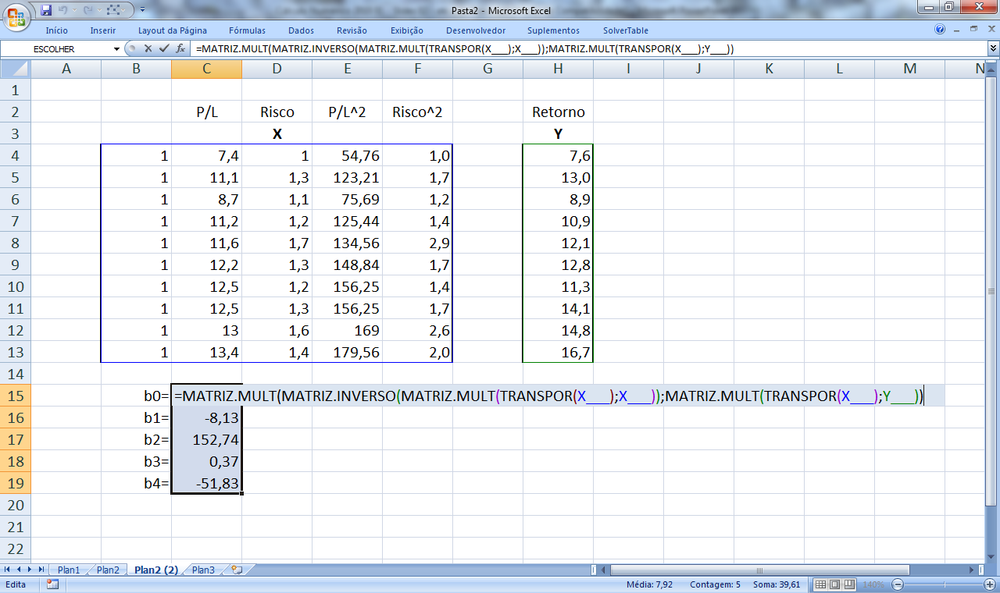 Pasta2 - Microsoft Excel
Início Inserir Layout da Página Fórmulas Dados Revisão Exibição Desenvolvedor Suplementos SolverTable
ESCOLHER fx =MATRIZ.MULT(MATRIZ.INVERSO(MATRIZ.MULT(TRANSPOR(X___);X___));MATRIZ.MULT(TRANSPOR(X___);Y___))
A B C D E F G H I J K L M N
1
2 P/L Risco P/L^2 Risco^2 Retorno
3 X Y
4 1 7,4 1 54,76 1,0 7,6
5 1 11,1 1,3 123,21 1,7 13,0
6 1 8,7 1,1 75,69 1,2 8,9
7 1 11,2 1,2 125,44 1,4 10,9
8 1 11,6 1,7 134,56 2,9 12,1
9 1 12,2 1,3 148,84 1,7 12,8
10 1 12,5 1,2 156,25 1,4 11,3
11 1 12,5 1,3 156,25 1,7 14,1
12 1 13 1,6 169 2,6 14,8
13 1 13,4 1,4 179,56 2,0 16,7
14
15 b0= =MATRIZ.MULT(MATRIZ.INVERSO(MATRIZ.MULT(TRANSPOR(X___);X___));MATRIZ.MULT(TRANSPOR(X___);Y___))
16 b1= -8,13
17 b2= 152,74
18 b3= 0,37
19 b4= -51,83
20
21
22
Plan1 Plan2 Plan2 (2) Plan3
Edita Média: 7,92 Contagem: 5 Soma: 39,61 140%